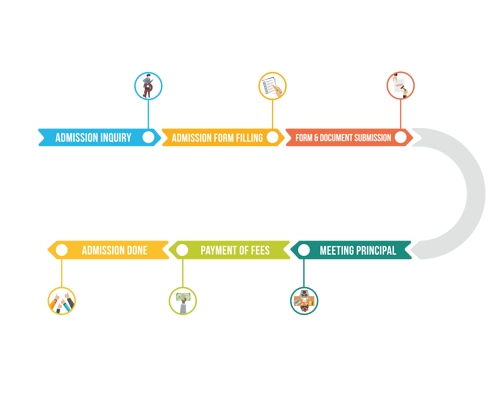 ADMISSION INQUIRY
ADMISSION FORM FILLING
FORM & DOCUMENT SUBMISSION
MEETING PRINCIPAL
PAYMENT OF FEES
ADMISSION DONE